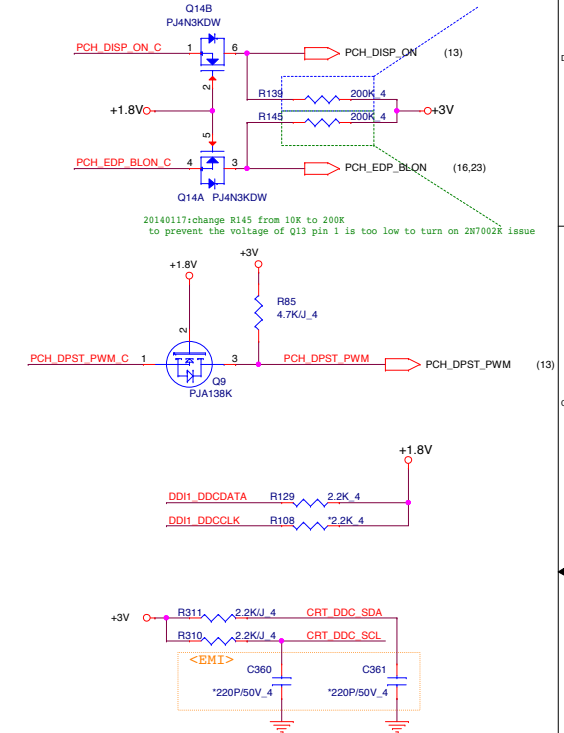 Q14B
PJ4N3KDW
PCH_DISP_ON_C 1 6 PCH_DISP_ON (13)
2
R139 200K_4
+1.8V +3V
R145 200K_4
5
PCH_EDP_BLON_C 4 3 PCH_EDP_BLON (16,23)
Q14A PJ4N3KDW
20140117:change R145 from 10K to 200K
to prevent the voltage of Q13 pin 1 is too low to turn on 2N7002K issue
+3V
+1.8V
R85
4.7K/J_4
2
PCH_DPST_PWM_C 1 3 PCH_DPST_PWM PCH_DPST_PWM (13)
Q9
PJA138K
+1.8V
DDI1_DDCDATA R129 2.2K_4
DDI1_DDCCLK R108 *2.2K_4
+3V R311 2.2K/J_4 CRT_DDC_SDA
R310 2.2K/J_4 CRT_DDC_SCL
<EMI>
C360 C361
*220P/50V_4 *220P/50V_4